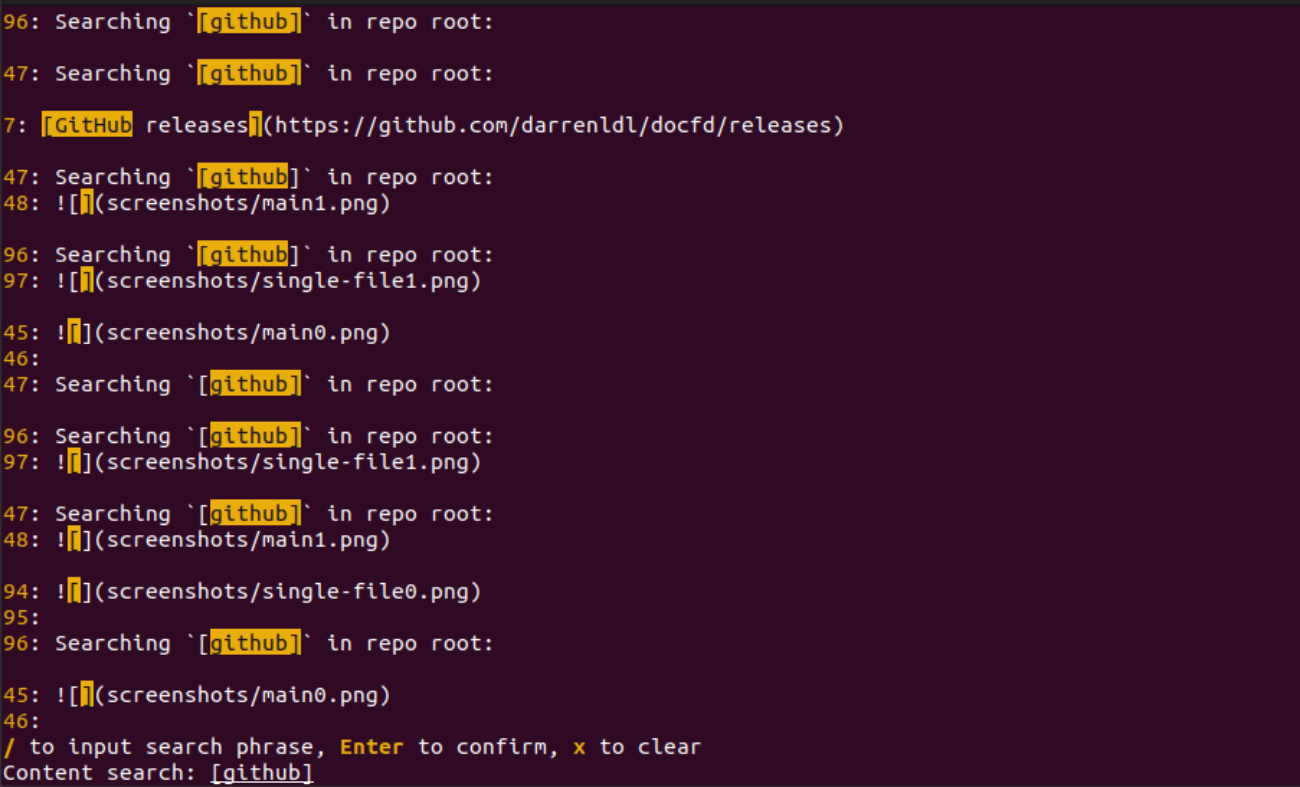 96: Searching `[github]` in repo root:
47: Searching `[github]` in repo root:
7: [GitHub releases](https://github.com/darrenldl/docfd/releases)
47: Searching `[github]` in repo root:
48: ![](screenshots/main1.png)
96: Searching `[github]` in repo root:
97: ![](screenshots/single-file1.png)
45: ![](screenshots/main0.png)
46:
47: Searching `[github]` in repo root:
96: Searching `[github]` in repo root:
97: ![](screenshots/single-file1.png)
47: Searching `[github]` in repo root:
48: ![](screenshots/main1.png)
94: ![](screenshots/single-file0.png)
95:
96: Searching `[github]` in repo root:
45: ![](screenshots/main0.png)
46:
/ to input search phrase, Enter to confirm, x to clear
Content search: [github]